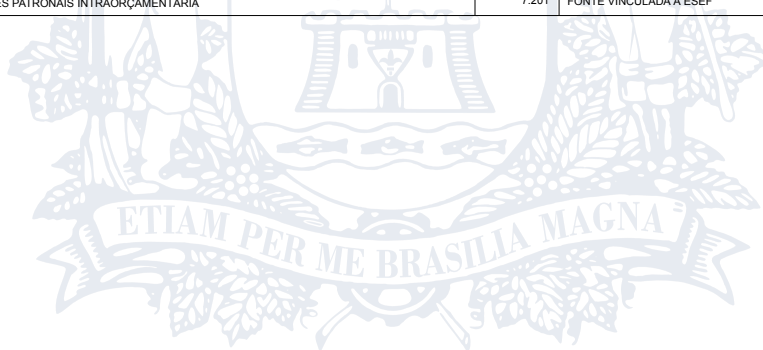 ES PATRONAIS INTRAORÇAMENTÁRIA 7.201 FONTE VINCULADA À ESEF
ETIAM PER ME BRASILIA MAGNA